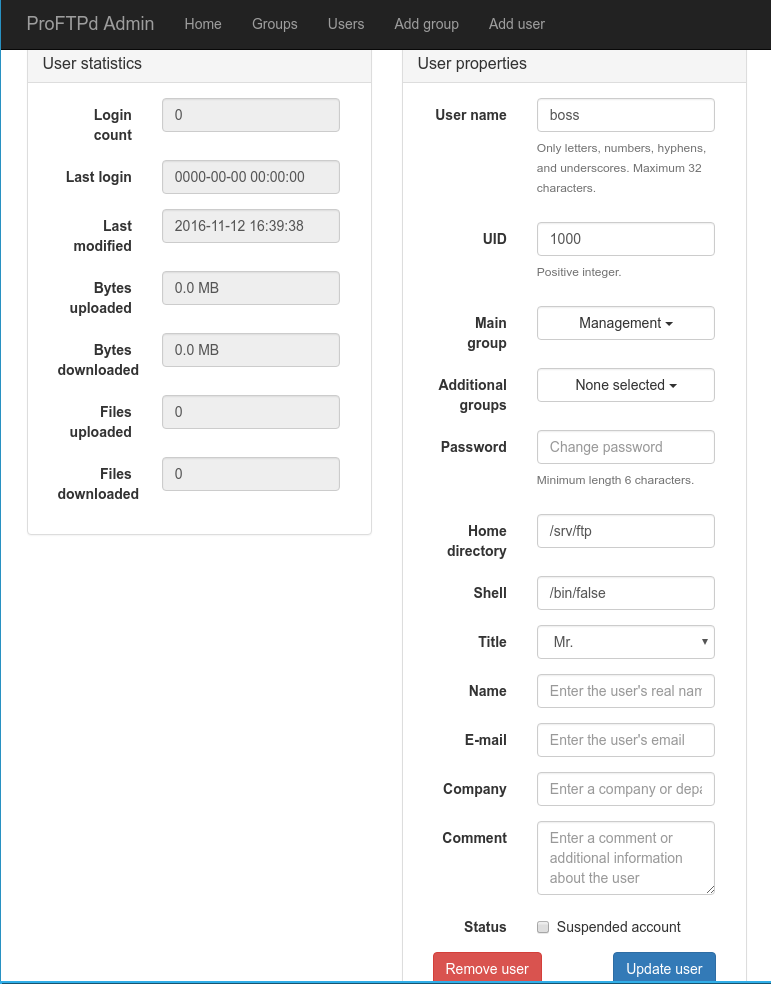 ProFTPd Admin Home Groups Users Add group Add user
User statistics
Login
count
0
Last login
0000-00-00 00:00:00
Last
modified
2016-11-12 16:39:38
Bytes
uploaded
0.0 MB
Bytes
downloaded
0.0 MB
Files
uploaded
0
Files
downloaded
0
User properties
User name
boss
Only letters, numbers, hyphens,
and underscores. Maximum 32
characters.
UID
1000
Positive integer.
Main
group
Management
Additional
groups
None selected
Password
Change password
Minimum length 6 characters.
Home
directory
/srv/ftp
Shell
/bin/false
Title
Mr.
Name
Enter the user's real nam
E-mail
Enter the user's email
Company
Enter a company or depa
Comment
Enter a comment or
additional information
about the user
Status
Suspended account
Remove user Update user